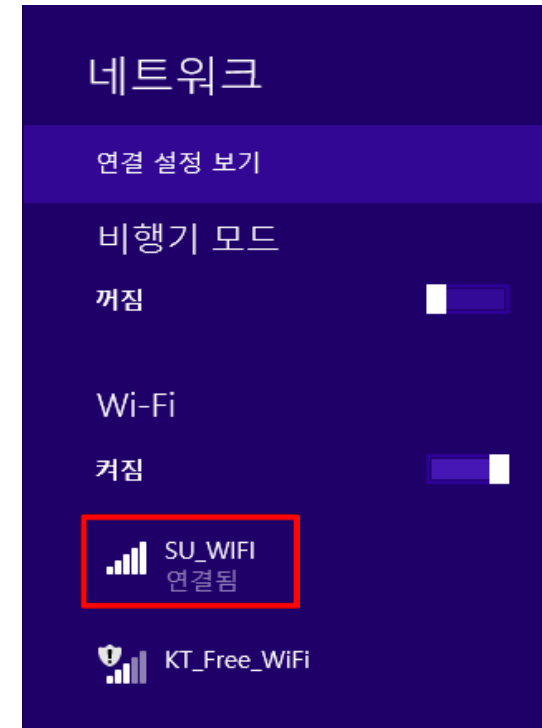 네트워크
연결 설정 보기
비행기 모드
꺼짐
Wi-Fi
켜짐
SU_WIFI
연결됨
KT_Free_WiFi